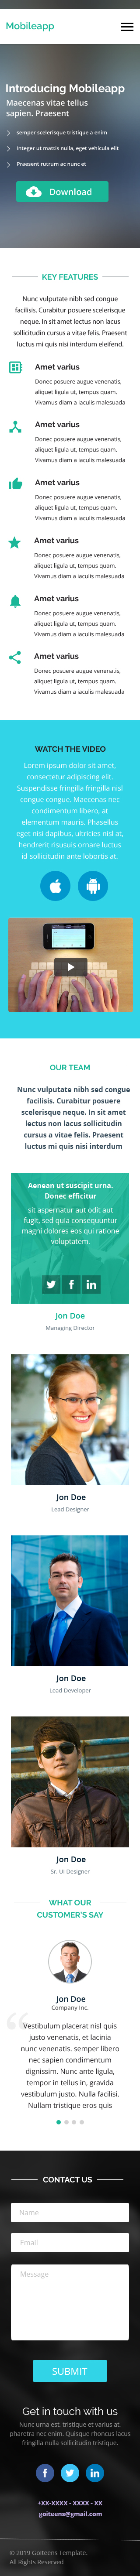 Mobileapp
Introducing Mobileapp
Maecenas vitae tellus
sapien. Praesent
semper scelerisque tristique a enim
Integer ut mattis nulla, eget vehicula elit
Praesent rutrum ac nunc et
Download
KEY FEATURES
Nunc vulputate nibh sed congue
facilisis. Curabitur posuere scelerisque
neque. In sit amet lectus non lacus
sollicitudin cursus a vitae felis. Praesent
luctus mi quis nisi interdum eleifend.
Amet varius
Donec posuere augue venenatis,
aliquet ligula ut, tempus quam.
Vivamus diam a iaculis malesuada
Amet varius
Donec posuere augue venenatis,
aliquet ligula ut, tempus quam.
Vivamus diam a iaculis malesuada
Amet varius
Donec posuere augue venenatis,
aliquet ligula ut, tempus quam.
Vivamus diam a iaculis malesuada
Amet varius
Donec posuere augue venenatis,
aliquet ligula ut, tempus quam.
Vivamus diam a iaculis malesuada
Amet varius
Donec posuere augue venenatis,
aliquet ligula ut, tempus quam.
Vivamus diam a iaculis malesuada
Amet varius
Donec posuere augue venenatis,
aliquet ligula ut, tempus quam.
Vivamus diam a iaculis malesuada
WATCH THE VIDEO
Lorem ipsum dolor sit amet,
consectetur adipiscing elit.
Suspendisse fringilla fringilla nisl
congue congue. Maecenas nec
condimentum libero, at
elementum mauris. Phasellus
eget nisi dapibus, ultricies nisl at,
hendrerit risusuis ornare luctus
id sollicitudin ante lobortis at.
OUR TEAM
Nunc vulputate nibh sed congue
facilisis. Curabitur posuere
scelerisque neque. In sit amet
lectus non lacus sollicitudin
cursus a vitae felis. Praesent
luctus mi quis nisi interdum
Aenean ut suscipit urna.
Donec efficitur
sit aspernatur aut odit aut
fugit, sed quia consequuntur
magni dolores eos qui ratione
voluptatem.
Jon Doe
Managing Director
Jon Doe
Lead Designer
Jon Doe
Lead Developer
Jon Doe
Sr. UI Designer
WHAT OUR
CUSTOMER'S SAY
Jon Doe
Company Inc.
“
Vestibulum placerat nisl quis
justo venenatis, et lacinia
nunc venenatis. semper libero
nec sapien condimentum
dignissim. Nunc ante ligula,
tempor in tellus in, gravida
vestibulum justo. Nulla facilisi.
Nullam tristique eros quis
CONTACT US
Name
Email
Message
SUBMIT
Get in touch with us
Nunc urna est, tristique et varius at,
pharetra nec enim. Quisque rhoncus lacus
fringilla nulla sollicitudin tristique.
+XX-XXXX - XXXX - XX
goiteens@gmail.com
© 2019 Goiteens Template.
All Rights Reserved